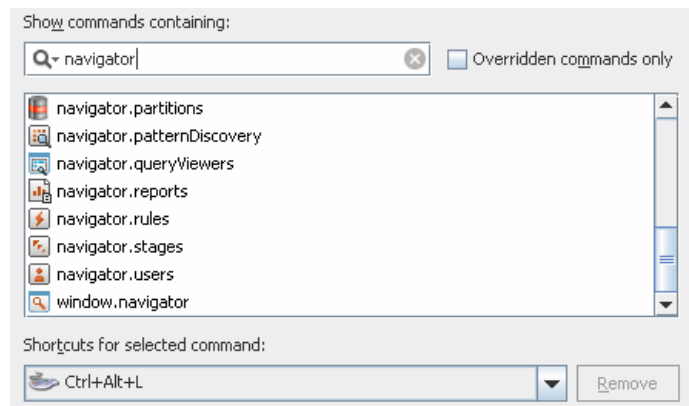 Show commands containing:
navigator
Overridden commands only
navigator.partitions
navigator.patternDiscovery
navigator.queryViewers
navigator.reports
navigator.rules
navigator.stages
navigator.users
window.navigator
Shortcuts for selected command:
Ctrl+Alt+L
Remove